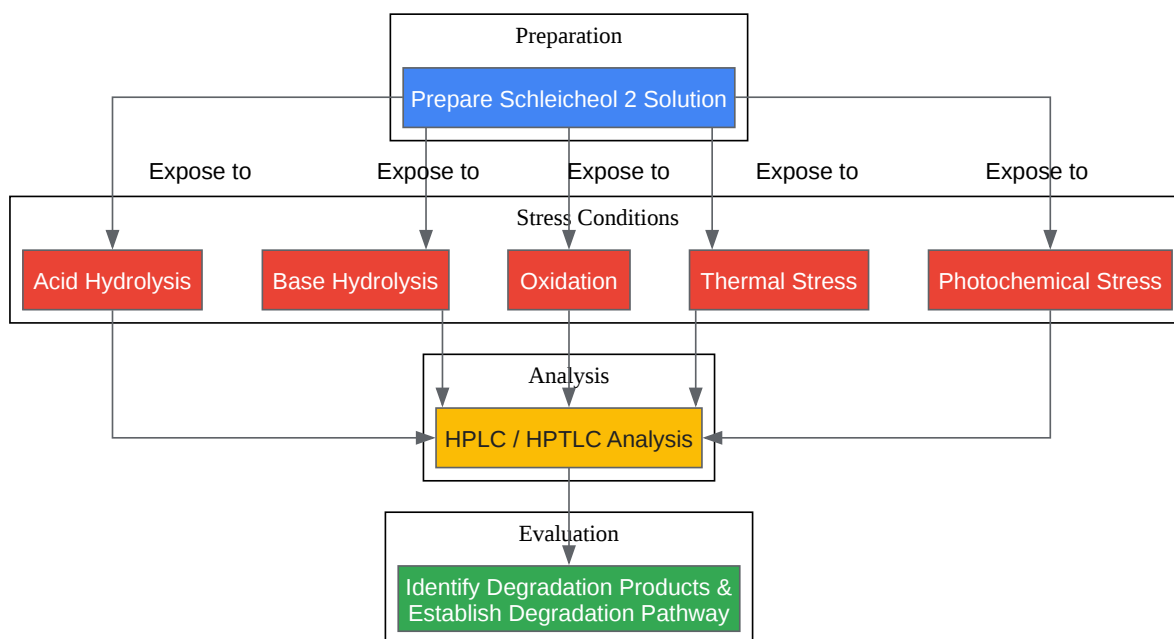 Preparation
Prepare Schleicheol 2 Solution
Expose to Expose to Expose to Expose to Expose to
Stress Conditions
Acid Hydrolysis Base Hydrolysis Oxidation Thermal Stress Photochemical Stress
Analysis
HPLC / HPTLC Analysis
Evaluation
Identify Degradation Products &
Establish Degradation Pathway